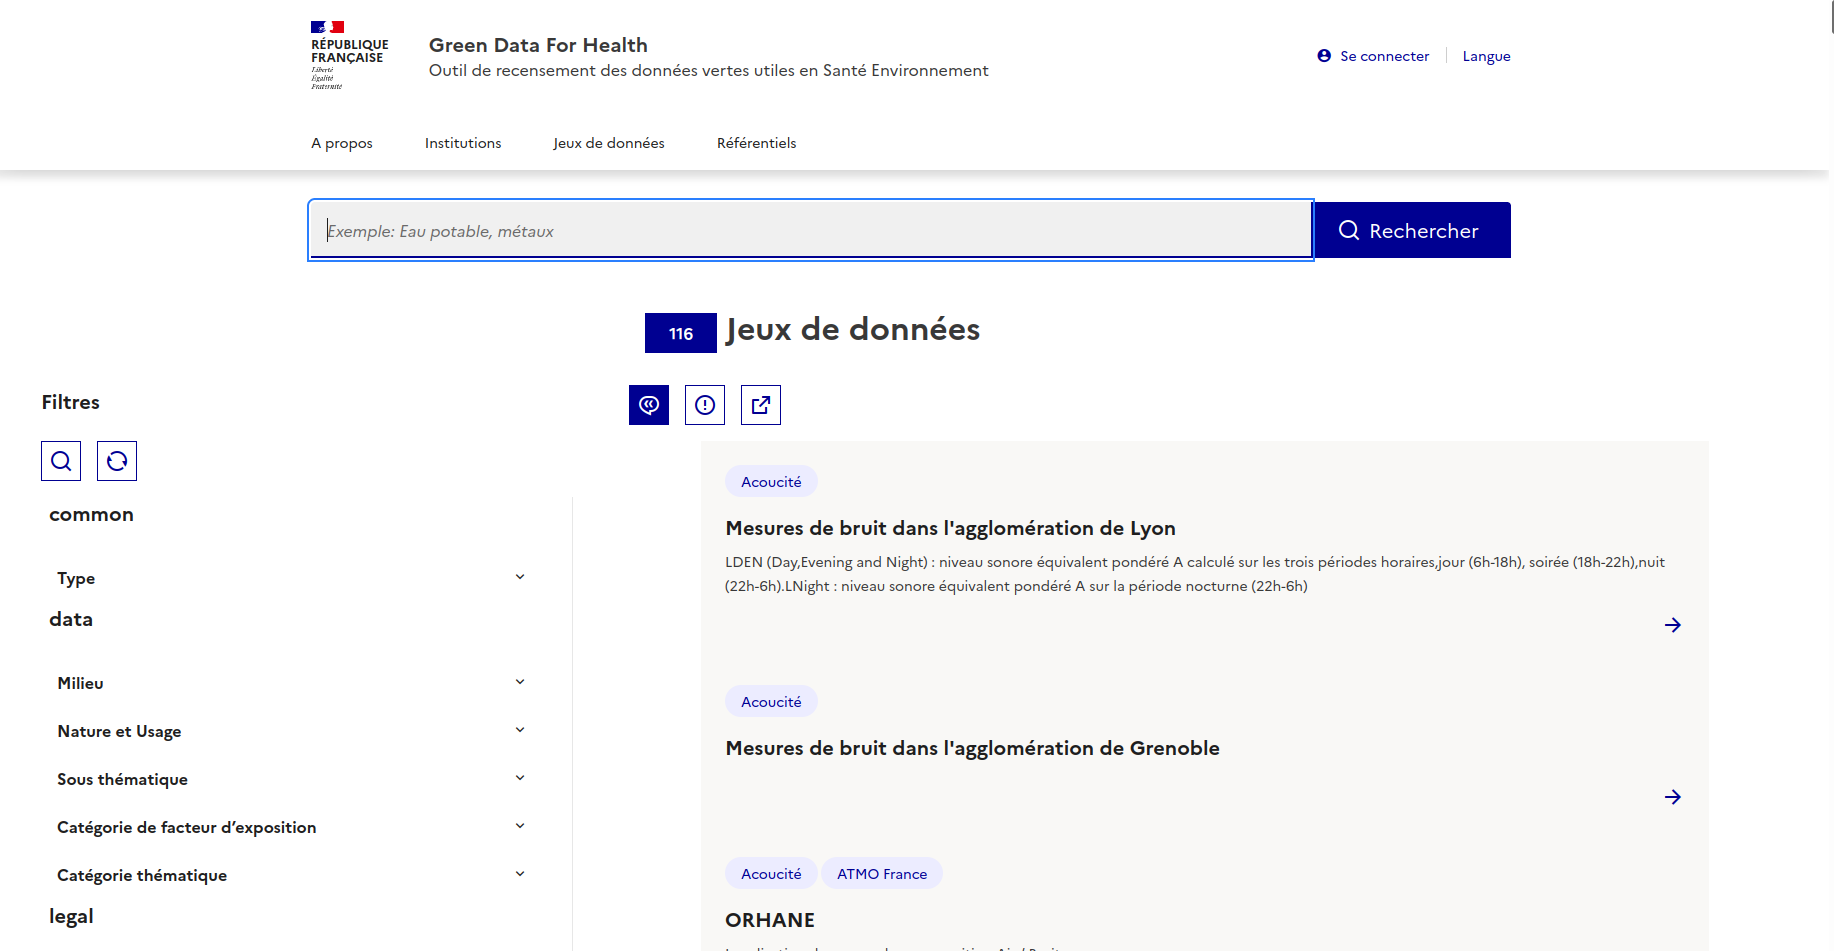 RÉPUBLIQUE
FRANÇAISE
Liberté
Égalité
Fraternité
Green Data For Health
Outil de recensement des données vertes utiles en Santé Environnement
Se connecter
Langue
A propos
Institutions
Jeux de données
Référentiels
Exemple: Eau potable, métaux
Rechercher
116
Jeux de données
Filtres
common
Type
data
Milieu
Nature et Usage
Sous thématique
Catégorie de facteur d’exposition
Catégorie thématique
legal
Acoucité
Mesures de bruit dans l'agglomération de Lyon
LDEN (Day,Evening and Night) : niveau sonore équivalent pondéré A calculé sur les trois périodes horaires,jour (6h-18h), soirée (18h-22h),nuit
(22h-6h).LNight : niveau sonore équivalent pondéré A sur la période nocturne (22h-6h)
Acoucité
Mesures de bruit dans l'agglomération de Grenoble
Acoucité
ATMO France
ORHANE